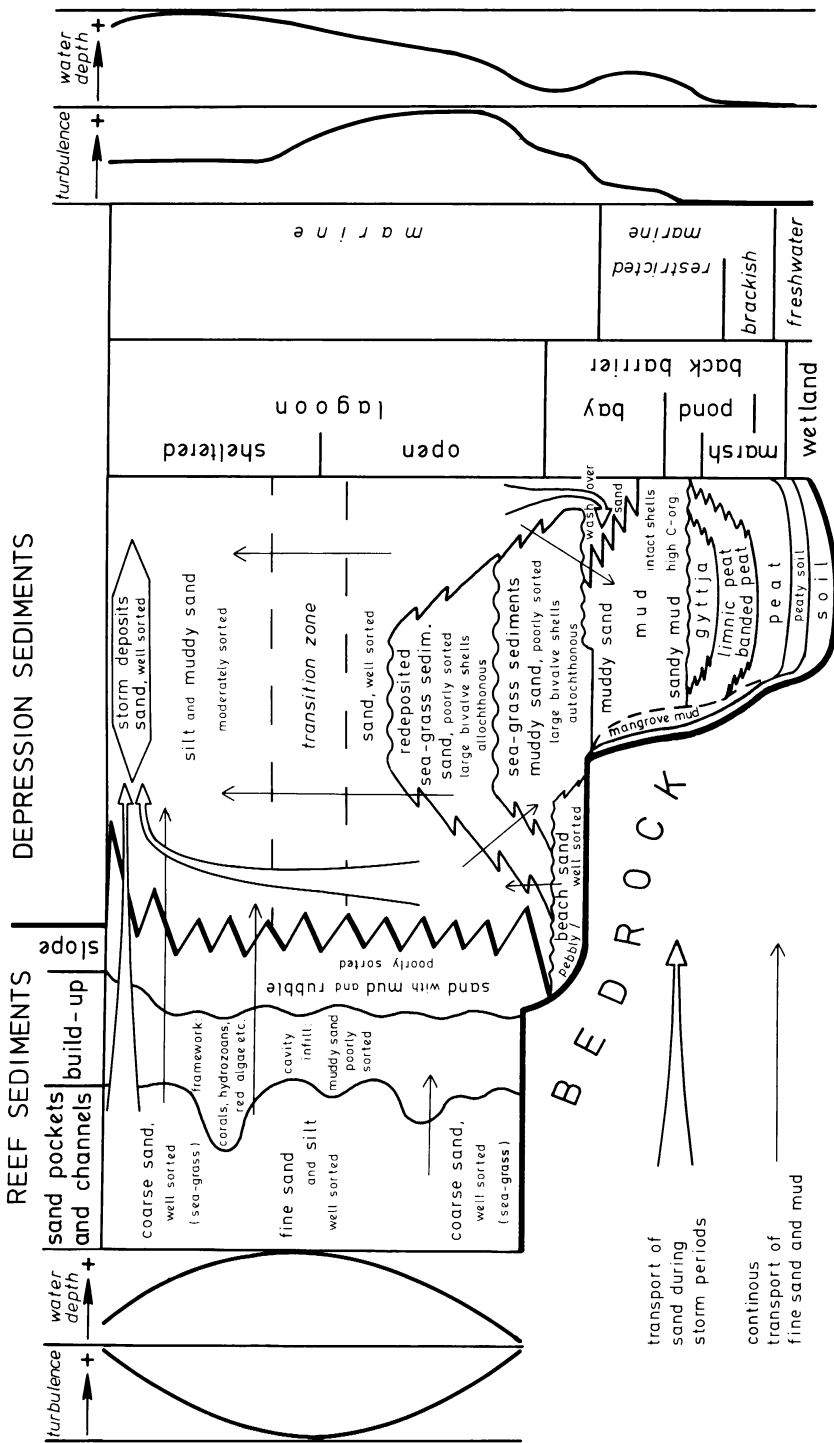 REEF SEDIMENTS
DEPRESSION SEDIMENTS
turbulence
+
water
depth
+
sand pockets
and channels
build-up
slope
coarse sand,
well sorted
(sea-grass)
fine sand
and silt
well sorted
coarse sand,
well sorted
(sea-grass)
framework:
corals, hydrozoans,
red algae etc.
cavity
infill:
muddy sand
poorly
sorted
sand with mud and rubble
poorly sorted
storm deposits
sand, well sorted
silt and muddy sand
moderately sorted
transition zone
sand, well sorted
redeposited
sea-grass sedim.
sand, poorly sorted
large bivalve shells
allochthonous
sea-grass sediments
muddy sand, poorly sorted
large bivalve shells
autochthonous
pebbly/
beach sand
well sorted
washover
sand
muddy sand
mud
intact shells
sandy mud
high C-org.
mangrove mud
gyttja
limnic peat
banded peat
peat
peaty soil
soil
BEDROCK
sheltered
open
lagoon
bay
pond
marsh
back barrier
wetland
marine
restricted
marine
brackish
freshwater
turbulence
+
water
depth
+
transport of
sand during
storm periods
continous
transport of
fine sand and mud